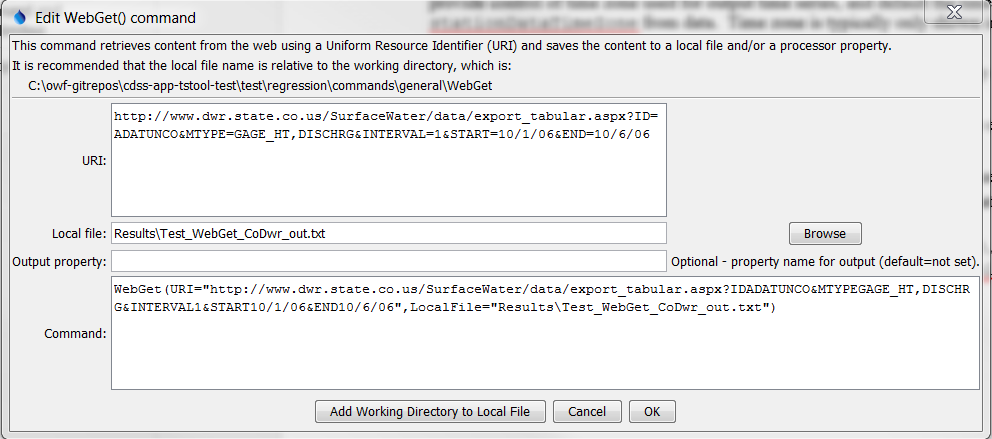 Edit WebGet() command
This command retrieves content from the web using a Uniform Resource Identifier (URI) and saves the content to a local file and/or a processor property.
It is recommended that the local file name is relative to the working directory, which is:
C:\owf-gitrepos\cdss-app-tstool-test\test\regression\commands\general\WebGet
URI:
http://www.dwr.state.co.us/SurfaceWater/data/export_tabular.aspx?ID=
ADATUNCO&MTYPE=GAGE_HT,DISCHRG&INTERVAL=1&START=10/1/06&END=10/6/06
Local file: Results\Test_WebGet_CoDwr_out.txt Browse
Output property: Optional - property name for output (default=not set).
Command:
WebGet(URI="http://www.dwr.state.co.us/SurfaceWater/data/export_tabular.aspx?IDADATUNCO&MTYPEGAGE_HT,DISCHR
G&INTERVAL1&START10/1/06&END10/6/06",LocalFile="Results\Test_WebGet_CoDwr_out.txt")
Add Working Directory to Local File Cancel OK